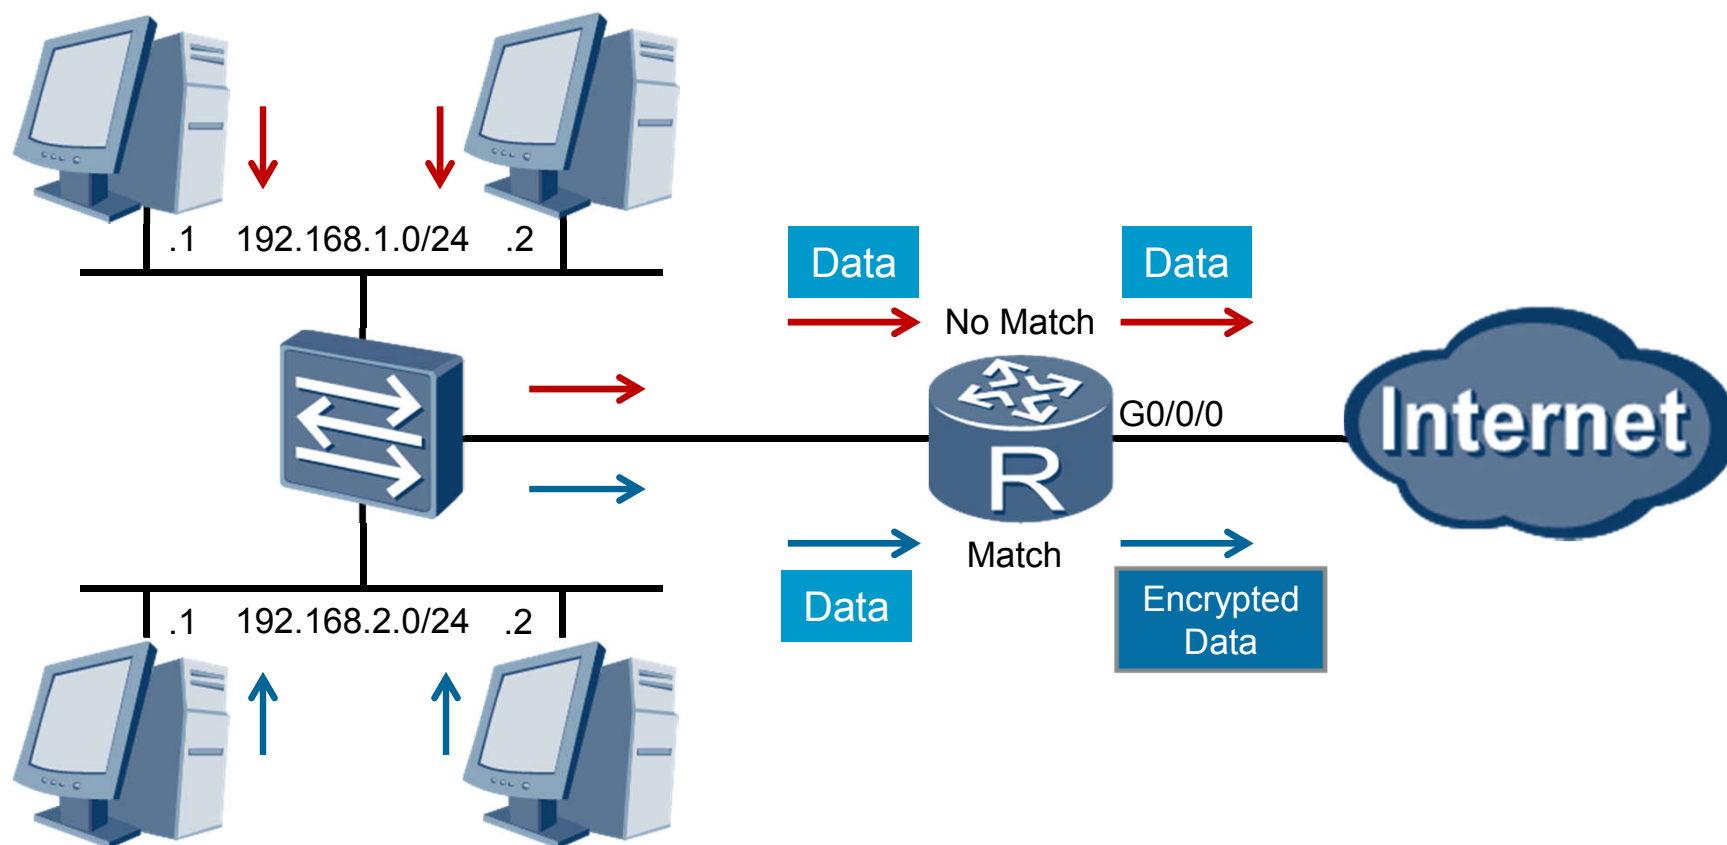 .1 192.168.1.0/24 .2
Data
Data
No Match
G0/0/0
Internet
R
Match
Data
Encrypted
Data
.1 192.168.2.0/24 .2